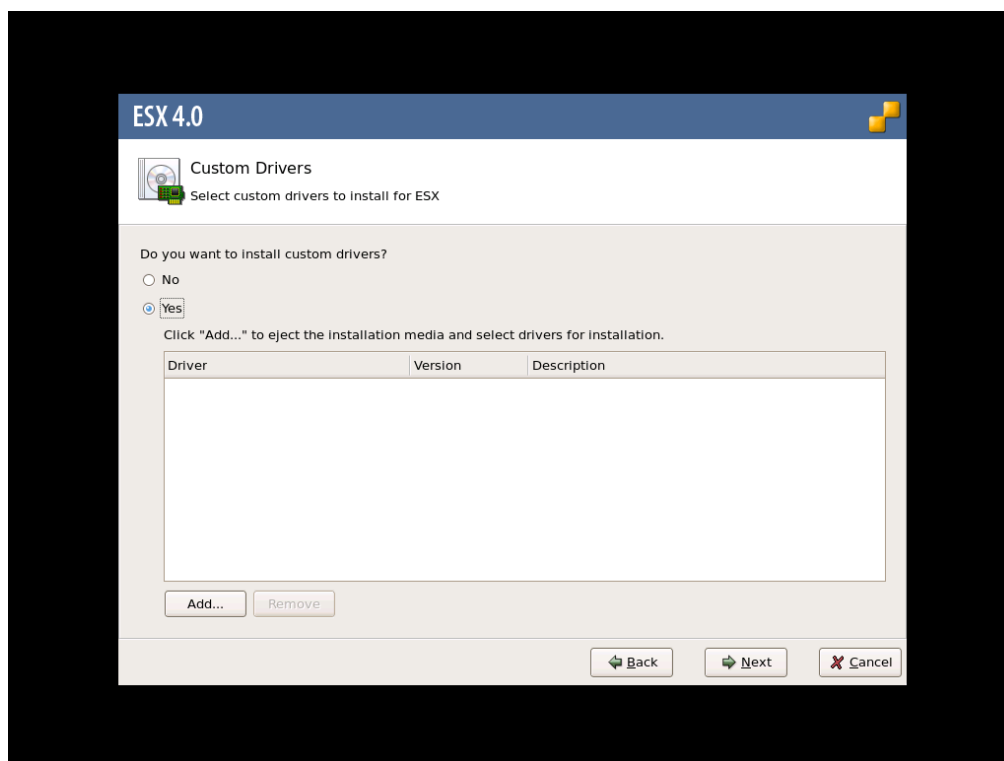 ESX 4.0
Custom Drivers
Select custom drivers to install for ESX
Do you want to install custom drivers?
No
Yes
Click "Add..." to eject the installation media and select drivers for installation.
Driver Version Description
Add... Remove
Back Next Cancel